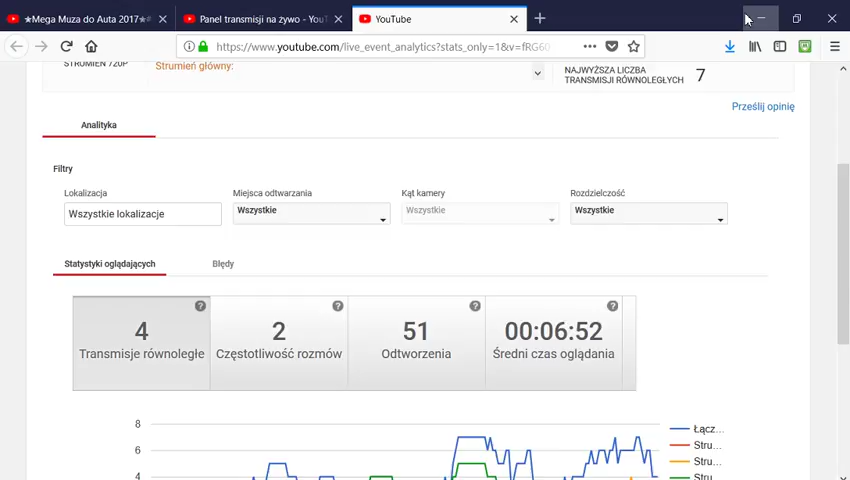 ★Mega Muza do Auta 2017★#
Panel transmisji na żywo - YouT
YouTube
https://www.youtube.com/live_event_analytics?stats_only=1&v=fRG60
STRUMIEŃ 720P
Strumień główny:
NAJWYŻSZA LICZBA
TRANSMISJI RÓWNOLEGŁYCH
7
Prześlij opinię
Analityka
Filtry
Lokalizacja
Miejsca odtwarzania
Kąt kamery
Rozdzielczość
Wszystkie lokalizacje
Wszystkie
Wszystkie
Wszystkie
Statystyki oglądających
Błędy
4
2
51
00:06:52
Transmisje równoległe
Częstotliwość rozmów
Odtworzenia
Średni czas oglądania
8
6
4
Łącz...
Stru...
Stru...
Stru...